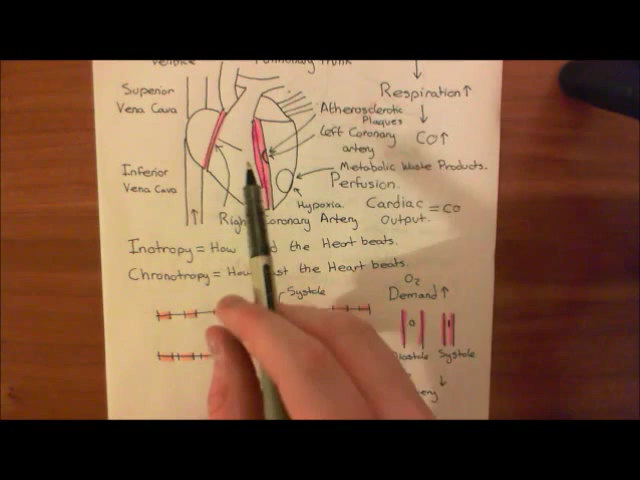 Pulmonary Trunk
Superior
Vena Cava
Inferior
Vena Cava
Respiration↑
CO↑
Atherosclerotic
Plaques
Left Coronary
artery
Metabolic Waste Products.
Perfusion.
Hypoxia.
Cardiac = CO
Output.
Right Coronary Artery
Inotropy = How the Heart beats.
Chronotropy = How the Heart beats.
Systole
O2
Demand↑
Diastole Systole